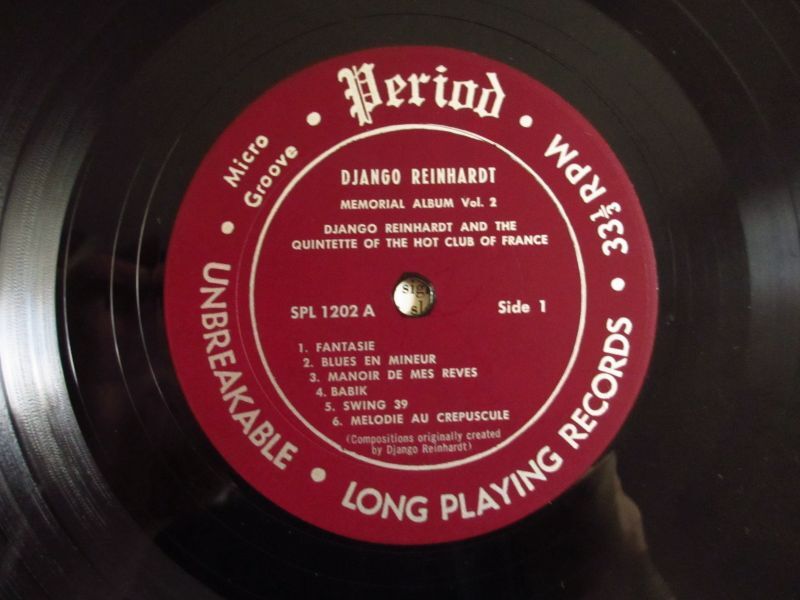 Period
Micro
Groove
33⅓ RPM
DJANGO REINHARDT
MEMORIAL ALBUM Vol. 2
DJANGO REINHARDT AND THE
QUINTETTE OF THE HOT CLUB OF FRANCE
SPL 1202 A
Side 1
1. FANTASIE
2. BLUES EN MINEUR
3. MANOIR DE MES REVES
4. BABIK
5. SWING 39
6. MELODIE AU CREPUSCULE
(Compositions originally created
by Django Reinhardt)
UNBREAKABLE
LONG PLAYING RECORDS